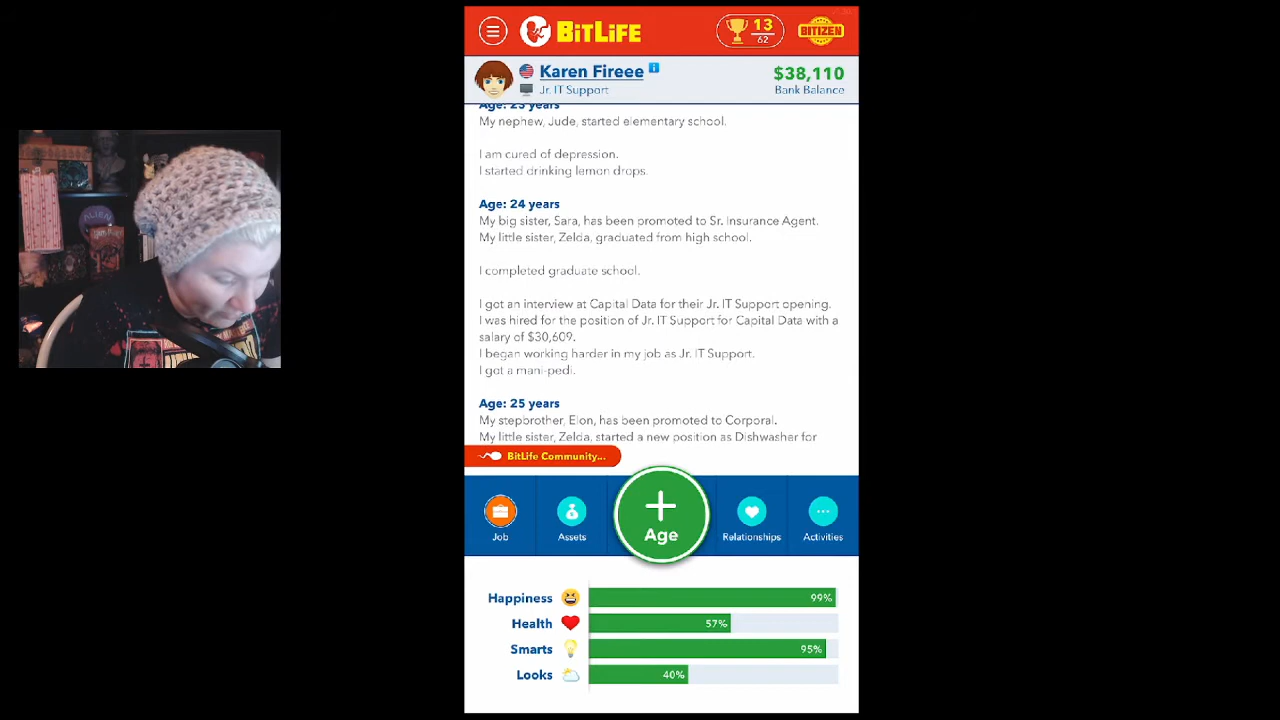 BITLIFE
13
62
BITIZEN
Karen Fireee
$38,110
Jr. IT Support
Bank Balance
Age: 23 years
My nephew, Jude, started elementary school.
I am cured of depression.
I started drinking lemon drops.
Age: 24 years
My big sister, Sara, has been promoted to Sr. Insurance Agent.
My little sister, Zelda, graduated from high school.
I completed graduate school.
I got an interview at Capital Data for their Jr. IT Support opening.
I was hired for the position of Jr. IT Support for Capital Data with a
salary of $30,609.
I began working harder in my job as Jr. IT Support.
I got a mani-pedi.
Age: 25 years
My stepbrother, Elon, has been promoted to Corporal.
My little sister, Zelda, started a new position as Dishwasher for
BitLife Community...
Job
Assets
+ Age
Relationships
Activities
Happiness 99%
Health 57%
Smarts 95%
Looks 40%
ALIEN